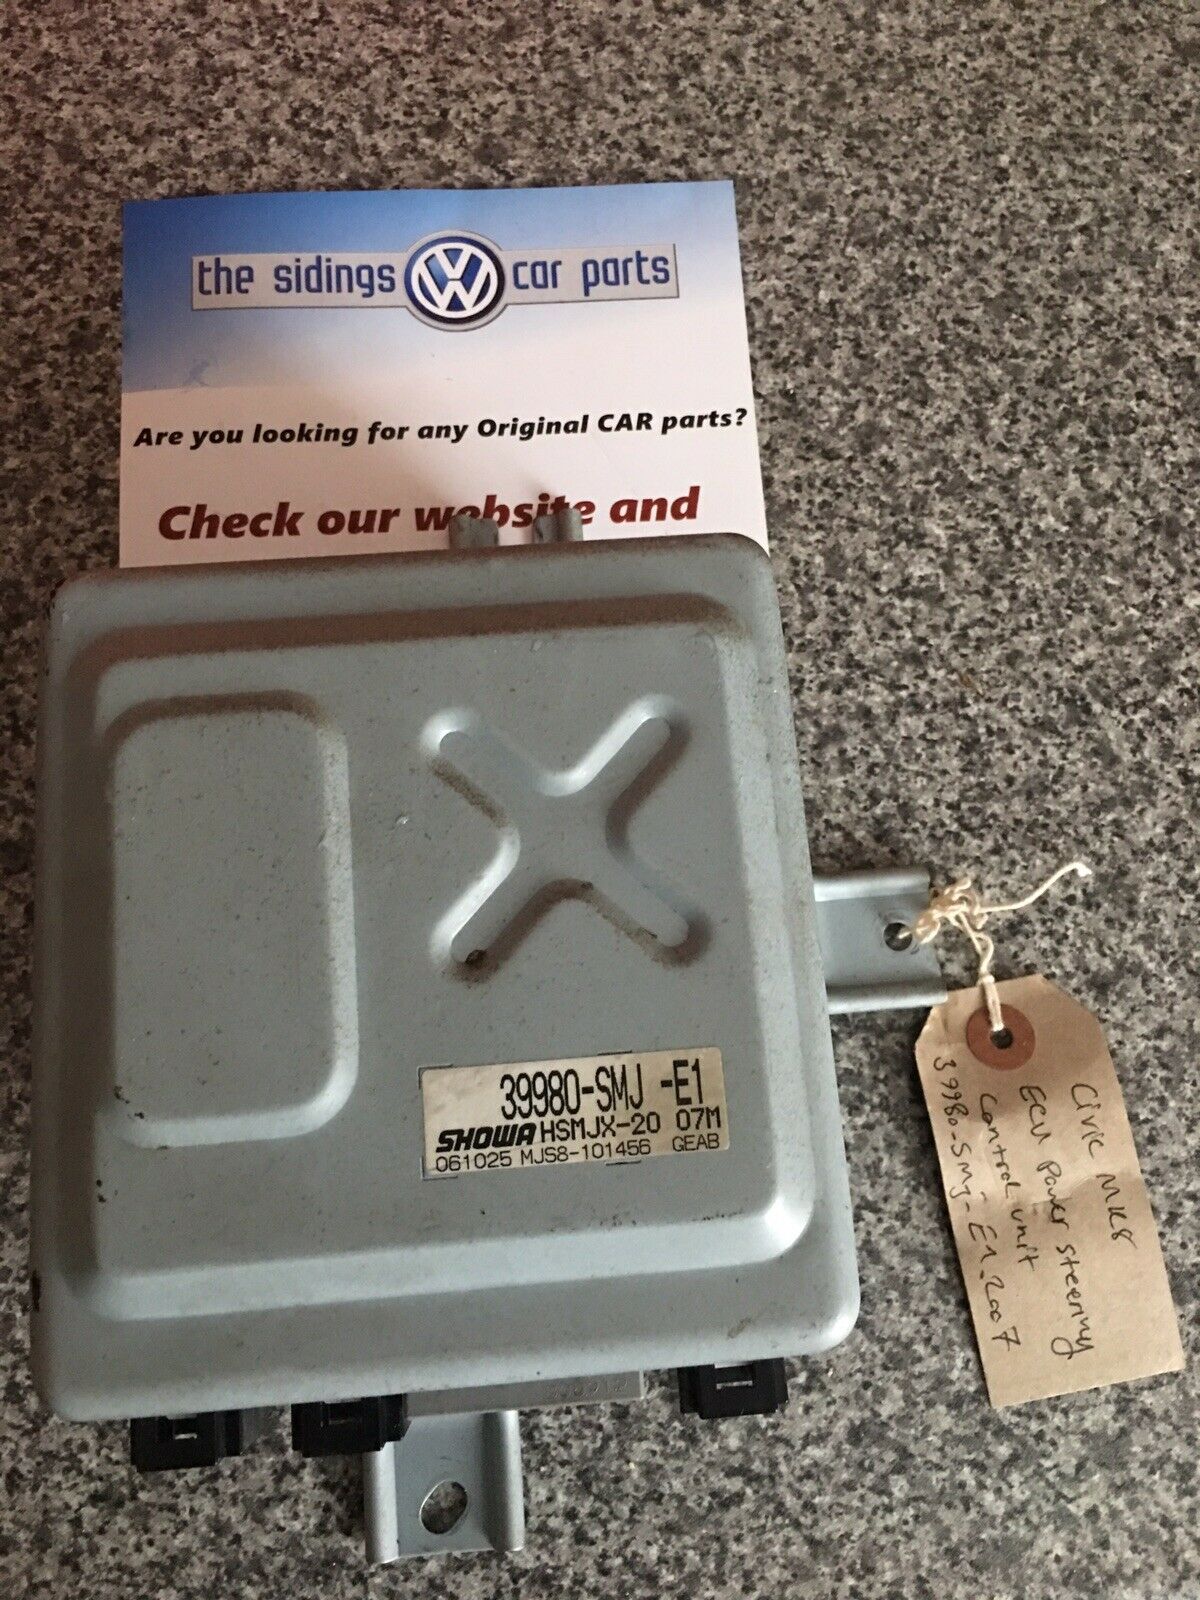 the sidings VW car parts
Are you looking for any Original CAR parts?
Check our website and
39980-SMJ -E1
SHOWA HSMJX-20 07M
061025 MJS8-101456 GEAB
Civic MK8
ECU Power steering
Control unit
39980-SMJ-E1.2007